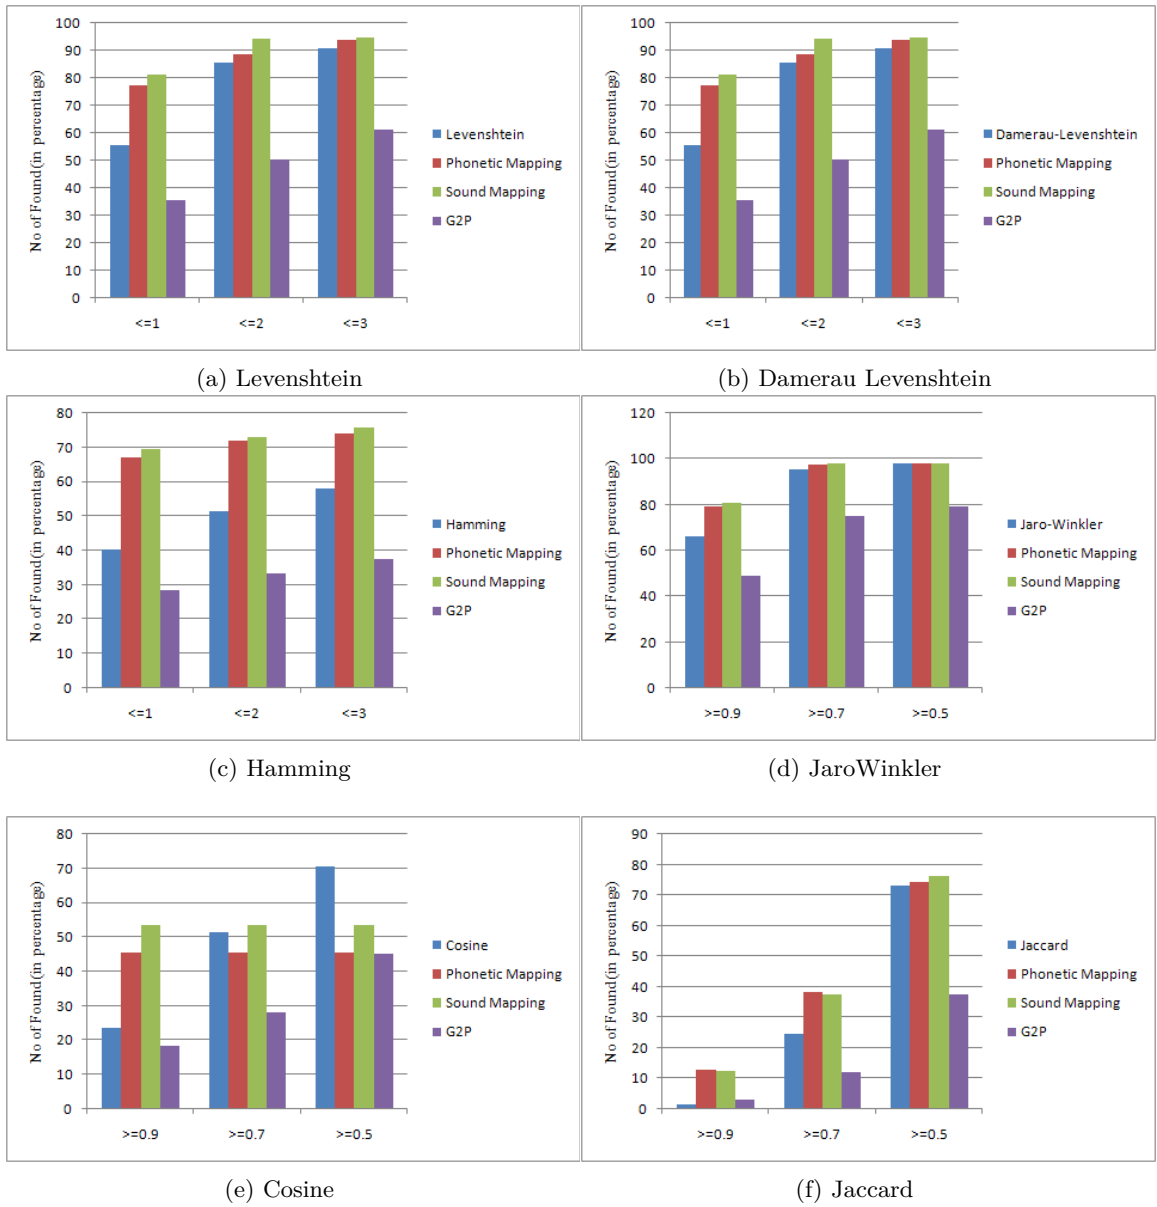 No of Found(in percentage)
100
90
80
70
60
50
40
30
20
10
0
<=1
<=2
<=3
Levenshtein
Phonetic Mapping
Sound Mapping
G2P
(a) Levenshtein
No of Found(in percentage)
100
90
80
70
60
50
40
30
20
10
0
<=1
<=2
<=3
Damerau-Levenshtein
Phonetic Mapping
Sound Mapping
G2P
(b) Damerau Levenshtein
No of Found(in percentage)
80
70
60
50
40
30
20
10
0
<=1
<=2
<=3
Hamming
Phonetic Mapping
Sound Mapping
G2P
(c) Hamming
No of Found(in percentage)
120
100
80
60
40
20
0
>=0.9
>=0.7
>=0.5
Jaro-Winkler
Phonetic Mapping
Sound Mapping
G2P
(d) JaroWinkler
No of Found(in percentage)
80
70
60
50
40
30
20
10
0
>=0.9
>=0.7
>=0.5
Cosine
Phonetic Mapping
Sound Mapping
G2P
(e) Cosine
No of Found(in percentage)
90
80
70
60
50
40
30
20
10
0
>=0.9
>=0.7
>=0.5
Jaccard
Phonetic Mapping
Sound Mapping
G2P
(f) Jaccard